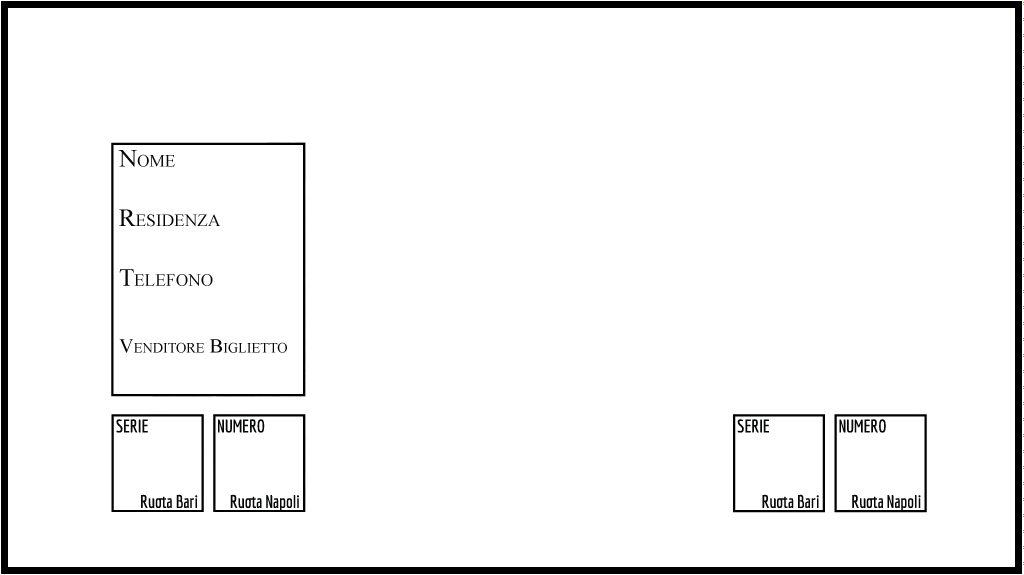 Nome
Residenza
Telefono
Venditore Biglietto
SERIE
Ruota Bari
NUMERO
Ruota Napoli
SERIE
Ruota Bari
NUMERO
Ruota Napoli